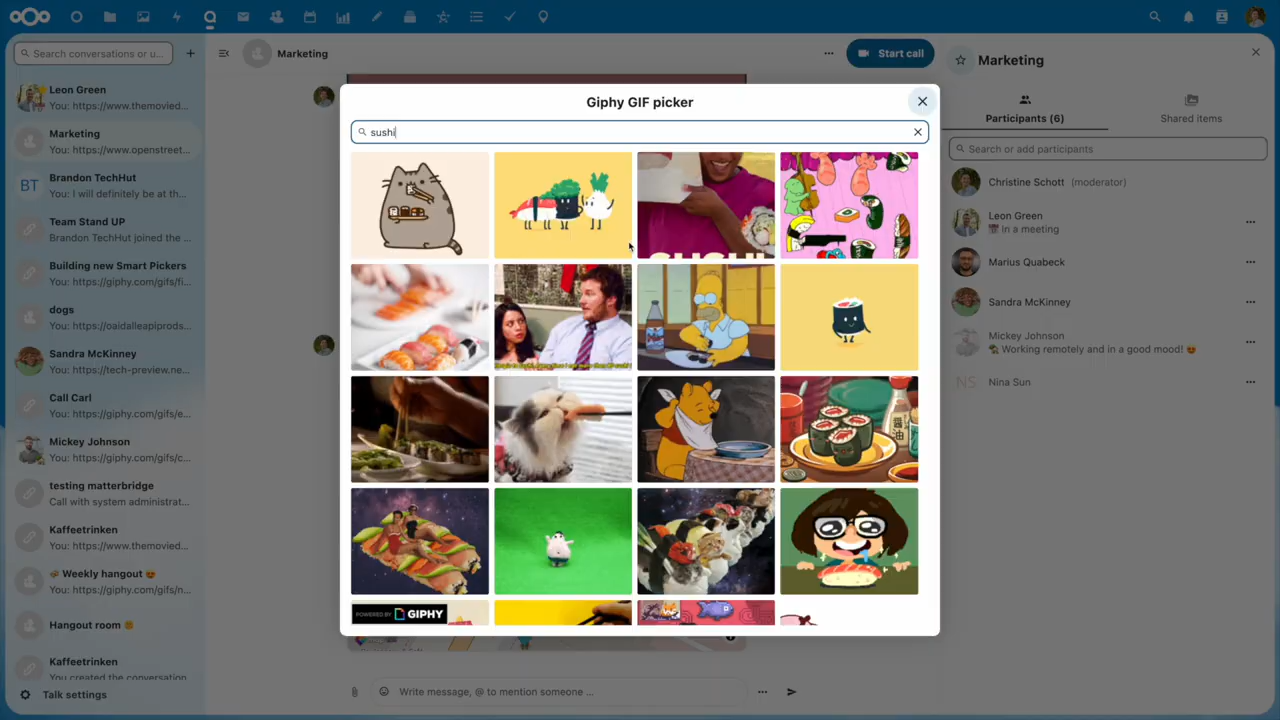 Search conversations or u...
Leon Green
You: https://www.themovied...
Marketing
You: https://www.openstreet...
BT
Brandon TechHut
You: I will definitely be at th...
Team Stand UP
Brandon TechHut joined the ...
Building new Smart Pickers
You: https://giphy.com/gifs/fi...
dogs
You: https://oaidalleapiprods...
Sandra McKinney
You: https://tech-preview.ne...
Call Carl
You: https://giphy.com/gifs/e...
Mickey Johnson
You: https://giphy.com/gifs/c...
testing matterbridge
Call with system administrat...
Kaffeetrinken
You: https://www.themovied...
Weekly hangout
You: https://giphy.com/gifs/n...
Hangout room
Kaffeetrinken
You created the conversation
Talk settings
Marketing
Start call
Giphy GIF picker
sushi
SUSHI
POWERED BY GIPHY
Write message, @ to mention someone ...
Marketing
Participants (6)
Shared items
Search or add participants
Christine Schott (moderator)
Leon Green
In a meeting
Marius Quabeck
Sandra McKinney
Mickey Johnson
Working remotely and in a good mood!
NS
Nina Sun